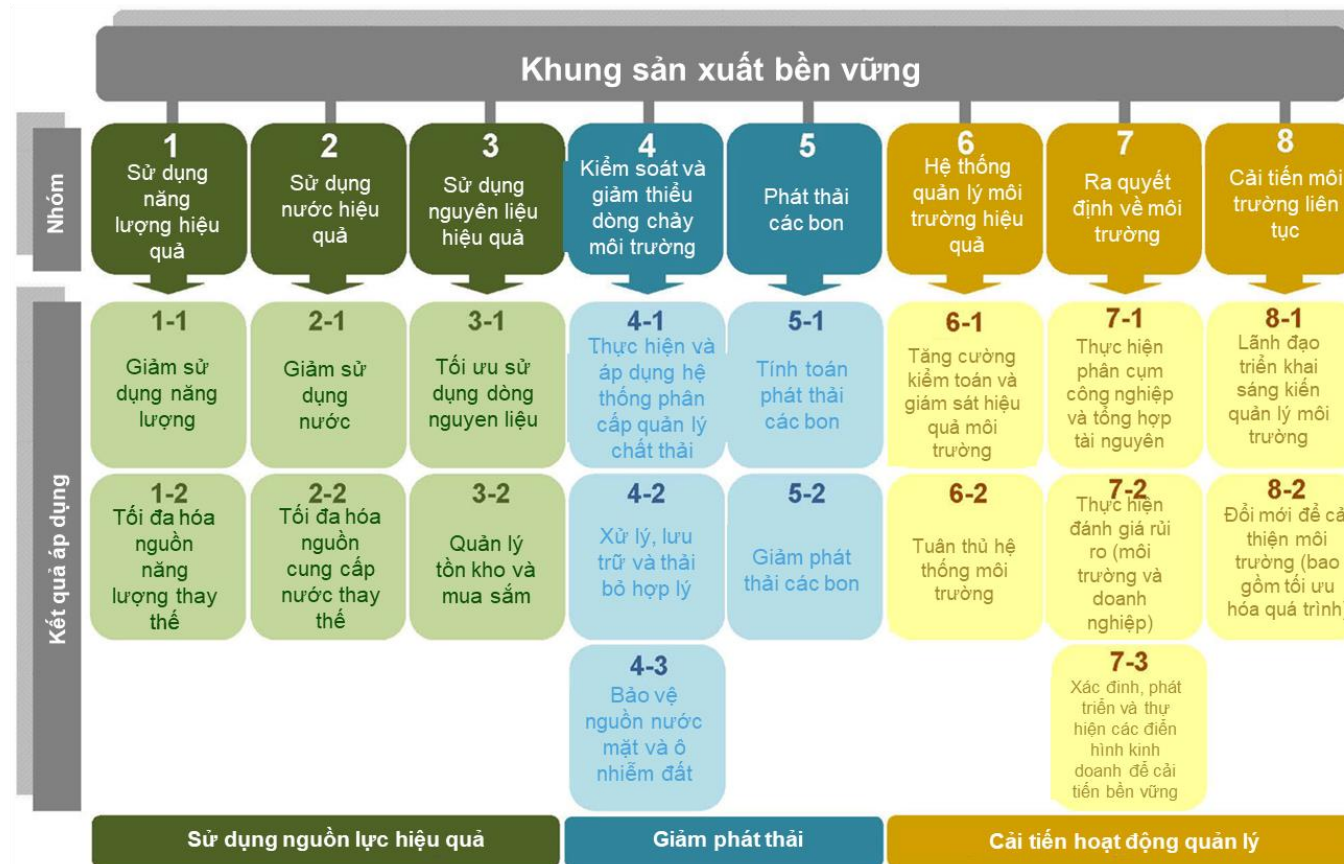 Khung sản xuất bền vững
Nhóm
1
Sử dụng
năng
lượng hiệu
quả
2
Sử dụng
nước hiệu
quả
3
Sử dụng
nguyên liệu
hiệu quả
4
Kiểm soát và
giảm thiểu
dòng chảy
môi trường
5
Phát thải
các bon
6
Hệ thống
quản lý môi
trường hiệu
quả
7
Ra quyết
định về môi
trường
8
Cải tiến môi
trường liên
tục
Kết quả áp dụng
1-1
Giảm sử
dụng năng
lượng
2-1
Giảm sử
dụng
nước
3-1
Tối ưu sử
dụng dòng
nguyen liệu
4-1
Thực hiện và
áp dụng hệ
thống phân
cấp quản lý
chất thải
5-1
Tính toán
phát thải
các bon
6-1
Tăng cường
kiểm toán và
giám sát hiệu
quả môi
trường
7-1
Thực hiện
phân cụm
công nghiệp
và tổng hợp
tài nguyên
8-1
Lãnh đạo
triển khai
sáng kiến
quản lý môi
trường
1-2
Tối đa hóa
nguồn
năng
lượng thay
thế
2-2
Tối đa hóa
nguồn
cung cấp
nước thay
thế
3-2
Quản lý
tồn kho và
mua sắm
4-2
Xử lý, lưu
trữ và thải
bỏ hợp lý
5-2
Giảm phát
thải các bon
6-2
Tuân thủ hệ
thống môi
trường
7-2
Thực hiện
đánh giá rủi
ro (môi
trường và
doanh
nghiệp)
8-2
Đổi mới để cải
thiện môi
trường (bao
gồm tối ưu
hóa quá trình)
4-3
Bảo vệ
nguồn nước
mặt và ô
nhiễm đất
7-3
Xác đinh, phát
triển và thự
hiện các điển
hình kinh
doanh để cải
tiến bền vững
Sử dụng nguồn lực hiệu quả
Giảm phát thải
Cải tiến hoạt động quản lý